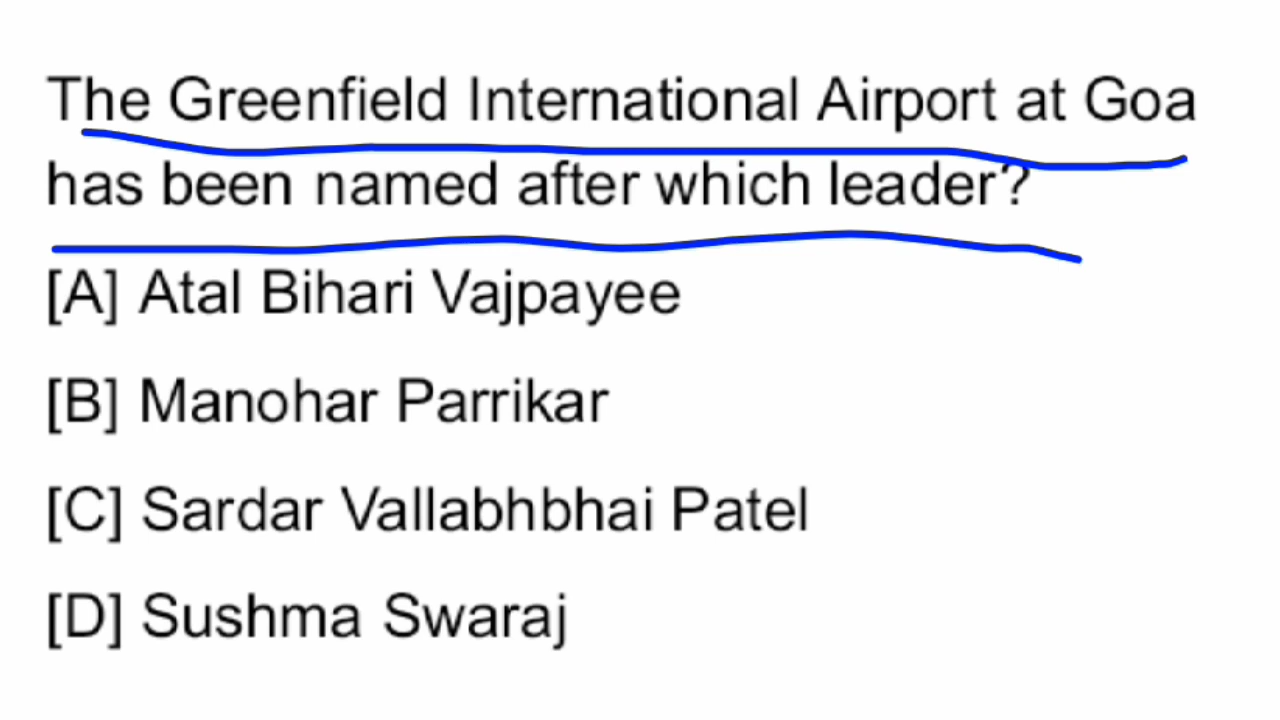 The Greenfield International Airport at Goa
has been named after which leader?
[A] Atal Bihari Vajpayee
[B] Manohar Parrikar
[C] Sardar Vallabhbhai Patel
[D] Sushma Swaraj